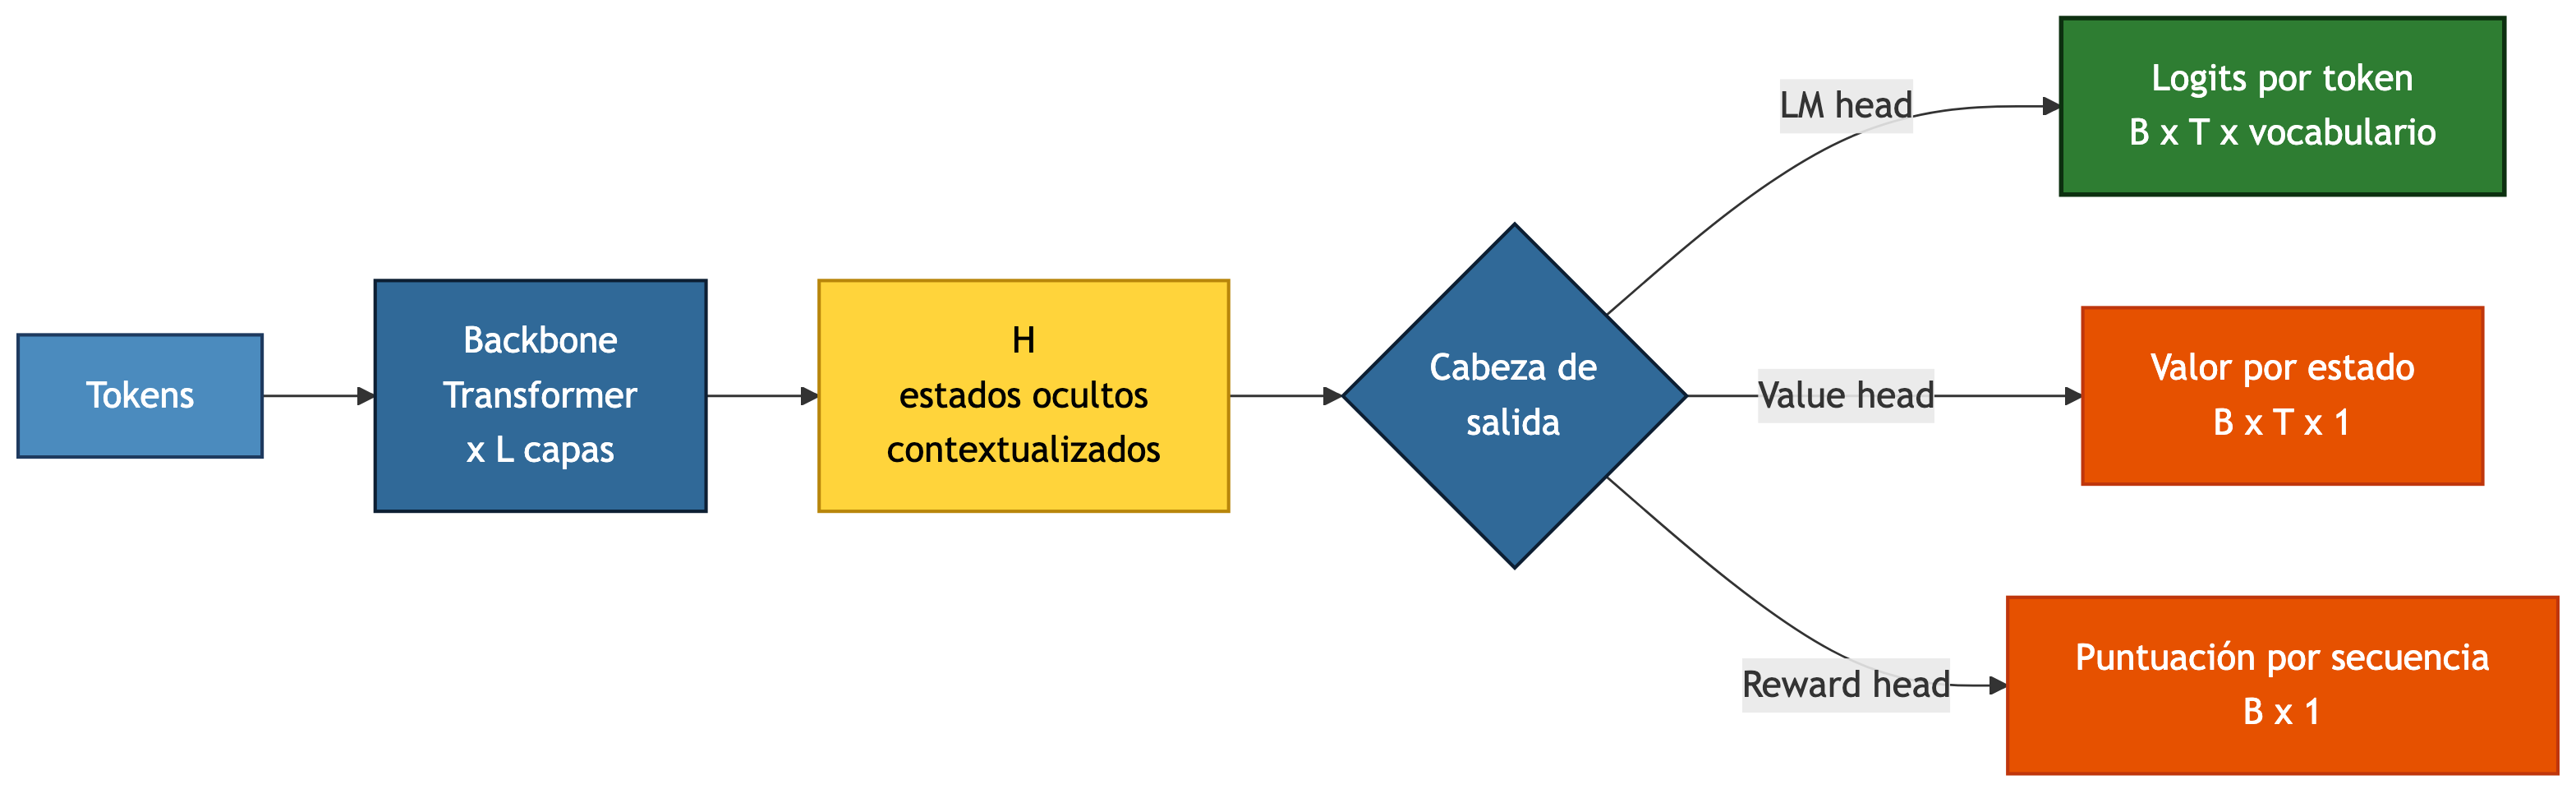 Tokens
Backbone
Transformer
x L capas
H
estados ocultos
contextualizados
Cabeza de
salida
LM head
Logits por token
B x T x vocabulario
Value head
Valor por estado
B x T x 1
Reward head
Puntuación por secuencia
B x 1